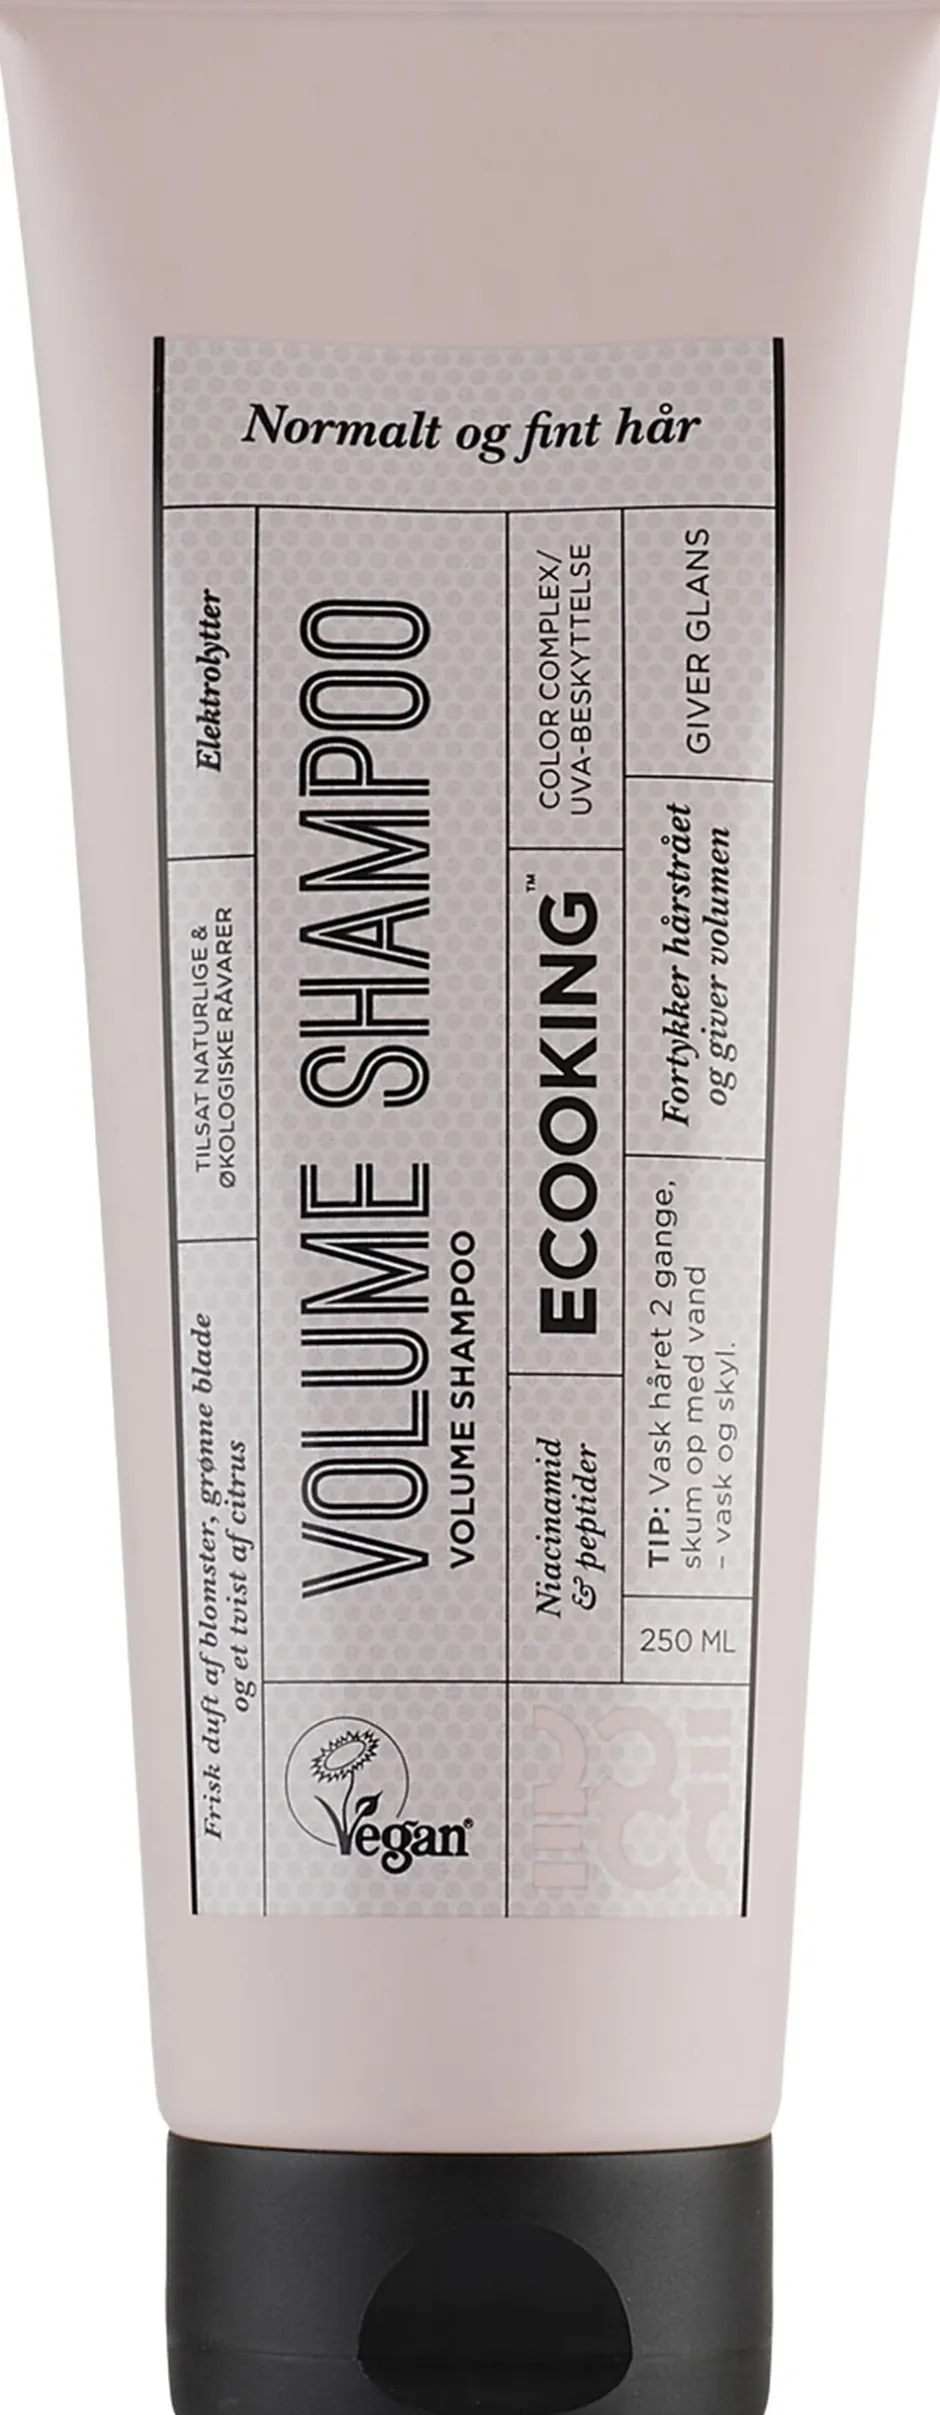 Normalt og fint hår
Elektrolytter
TILSAT NATURLIGE &
ØKOLOGISKE RÅVARER
Frisk duft af blomster, grønne blade
og et tvist af citrus
VOLUME SHAMPOO
VOLUME SHAMPOO
COLOR COMPLEX/
UVA-BESKYTTELSE
ECOOKING™
Niacinamid
& peptider
GIVER GLANS
Fortykker hårstrået
og giver volumen
TIP: Vask håret 2 gange,
skum op med vand
– vask og skyl.
250 ML
Vegan®